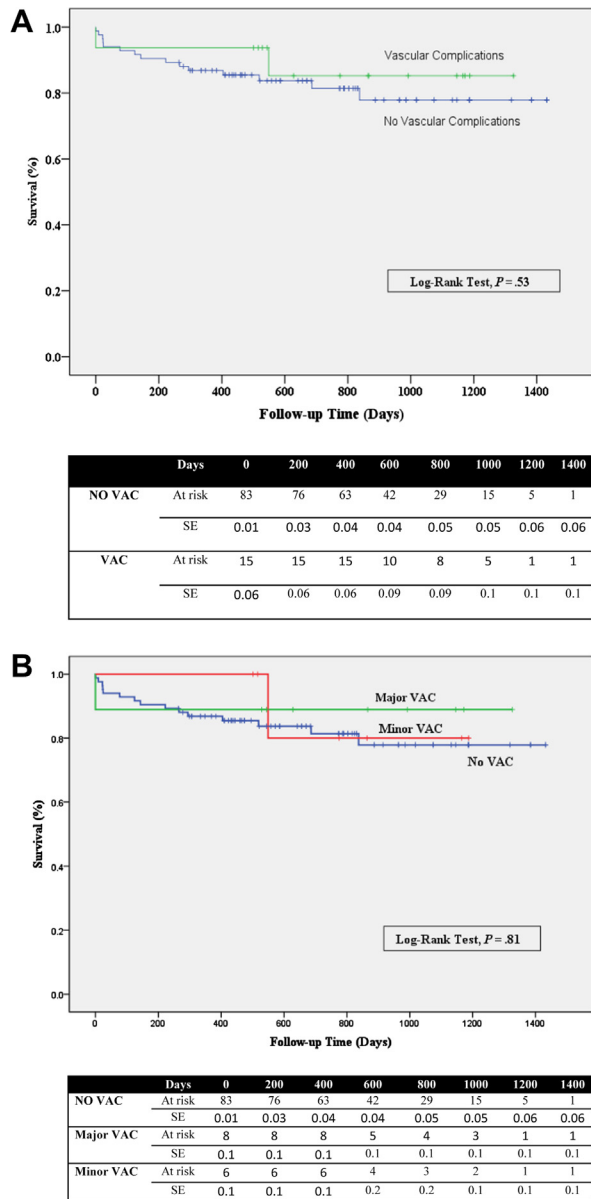 A
1.0
Vascular Complications
0.8
No Vascular Complications
0.6
Survival (%)
0.4
Log-Rank Test, P = .53
0.2
0.0
0 200 400 600 800 1000 1200 1400
Follow-up Time (Days)
Days 0 200 400 600 800 1000 1200 1400
NO VAC At risk 83 76 63 42 29 15 5 1
SE 0.01 0.03 0.04 0.04 0.05 0.05 0.06 0.06
VAC At risk 15 15 15 10 8 5 1 1
SE 0.06 0.06 0.06 0.09 0.09 0.1 0.1 0.1
B
1.0
Major VAC
0.8
Minor VAC
No VAC
0.6
Survival (%)
0.4
0.2
Log-Rank Test, P = .81
0.0
0 200 400 600 800 1000 1200 1400
Follow-up Time (Days)
Days 0 200 400 600 800 1000 1200 1400
NO VAC At risk 83 76 63 42 29 15 5 1
SE 0.01 0.03 0.04 0.04 0.05 0.05 0.06 0.06
Major VAC At risk 8 8 8 5 4 3 1 1
SE 0.1 0.1 0.1 0.1 0.1 0.1 0.1 0.1
Minor VAC At risk 6 6 6 4 3 2 1 1
SE 0.1 0.1 0.1 0.2 0.2 0.1 0.1 0.1